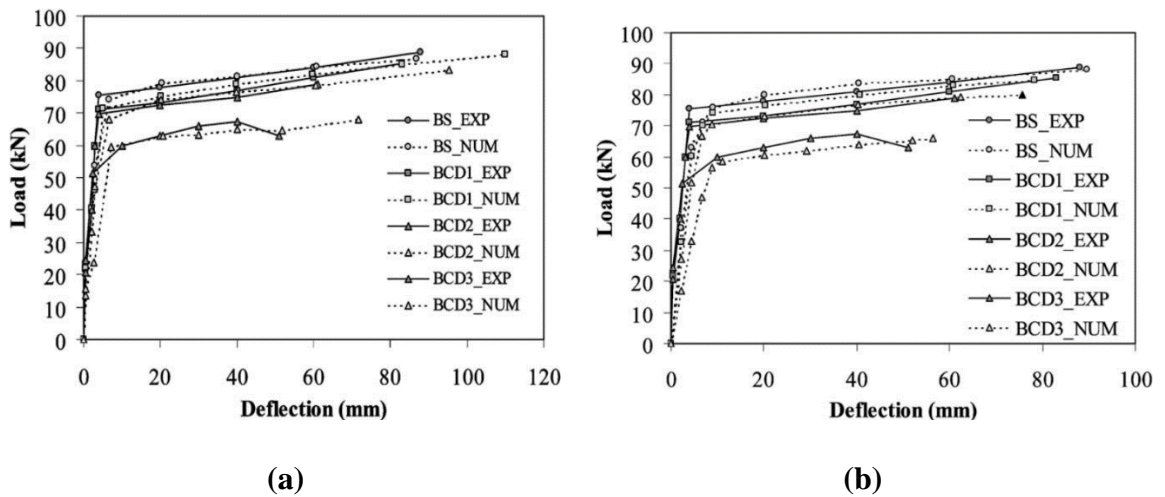 100
90
80
70
60
50
40
30
20
10
0
Load (kN)
0 20 40 60 80 100 120
Deflection (mm)
BS_EXP
BS_NUM
BCD1_EXP
BCD1_NUM
BCD2_EXP
BCD2_NUM
BCD3_EXP
BCD3_NUM
(a)
100
90
80
70
60
50
40
30
20
10
0
Load (kN)
0 20 40 60 80 100
Deflection (mm)
BS_EXP
BS_NUM
BCD1_EXP
BCD1_NUM
BCD2_EXP
BCD2_NUM
BCD3_EXP
BCD3_NUM
(b)